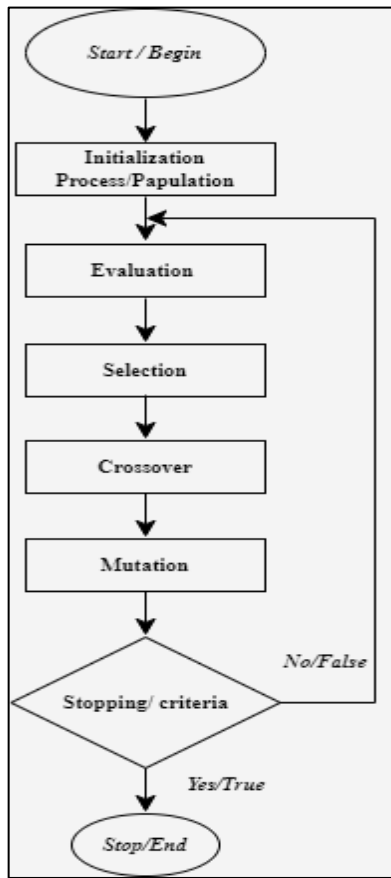 Start / Begin
Initialization
Process/Papulation
Evaluation
Selection
Crossover
Mutation
No/False
Stopping/ criteria
Yes/True
Stop/End